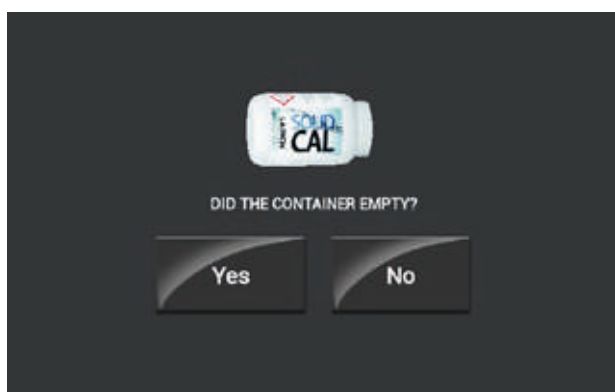 SOLID
CAL
DID THE CONTAINER EMPTY?
Yes
No